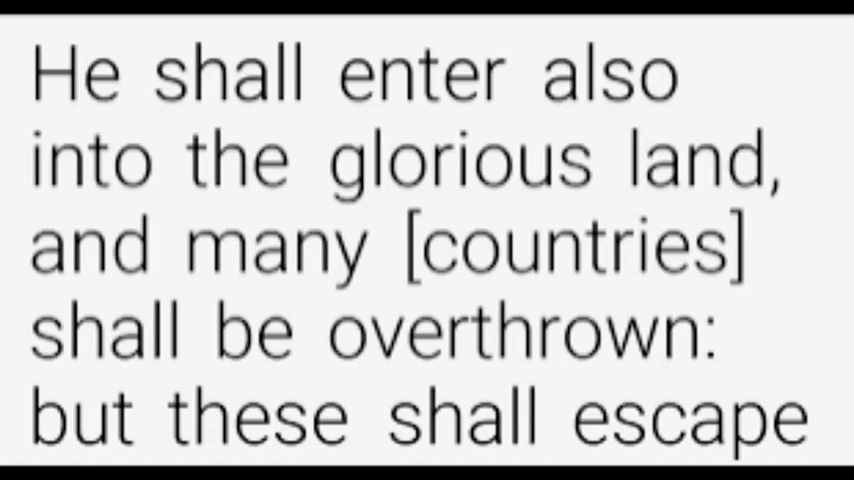 He shall enter also
into the glorious land,
and many [countries]
shall be overthrown:
but these shall escape